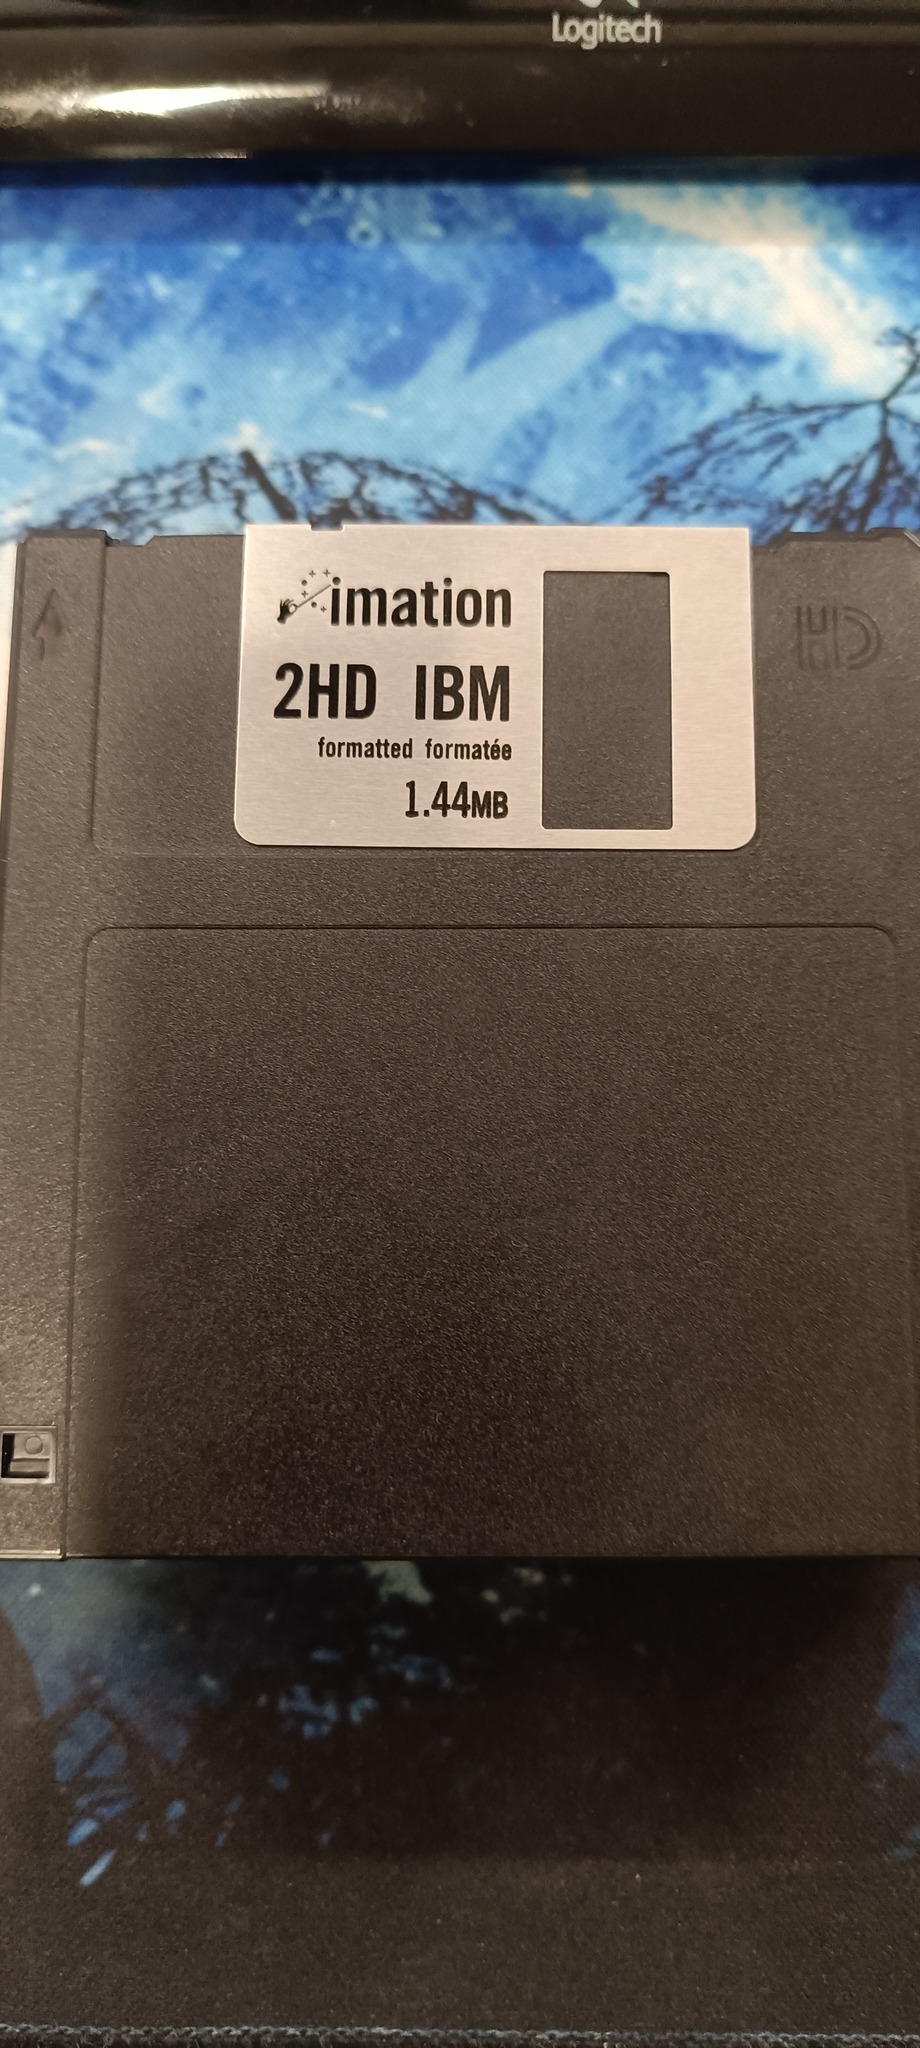 Logitech
imation
2HD IBM
formatted formatée
1.44MB
HD